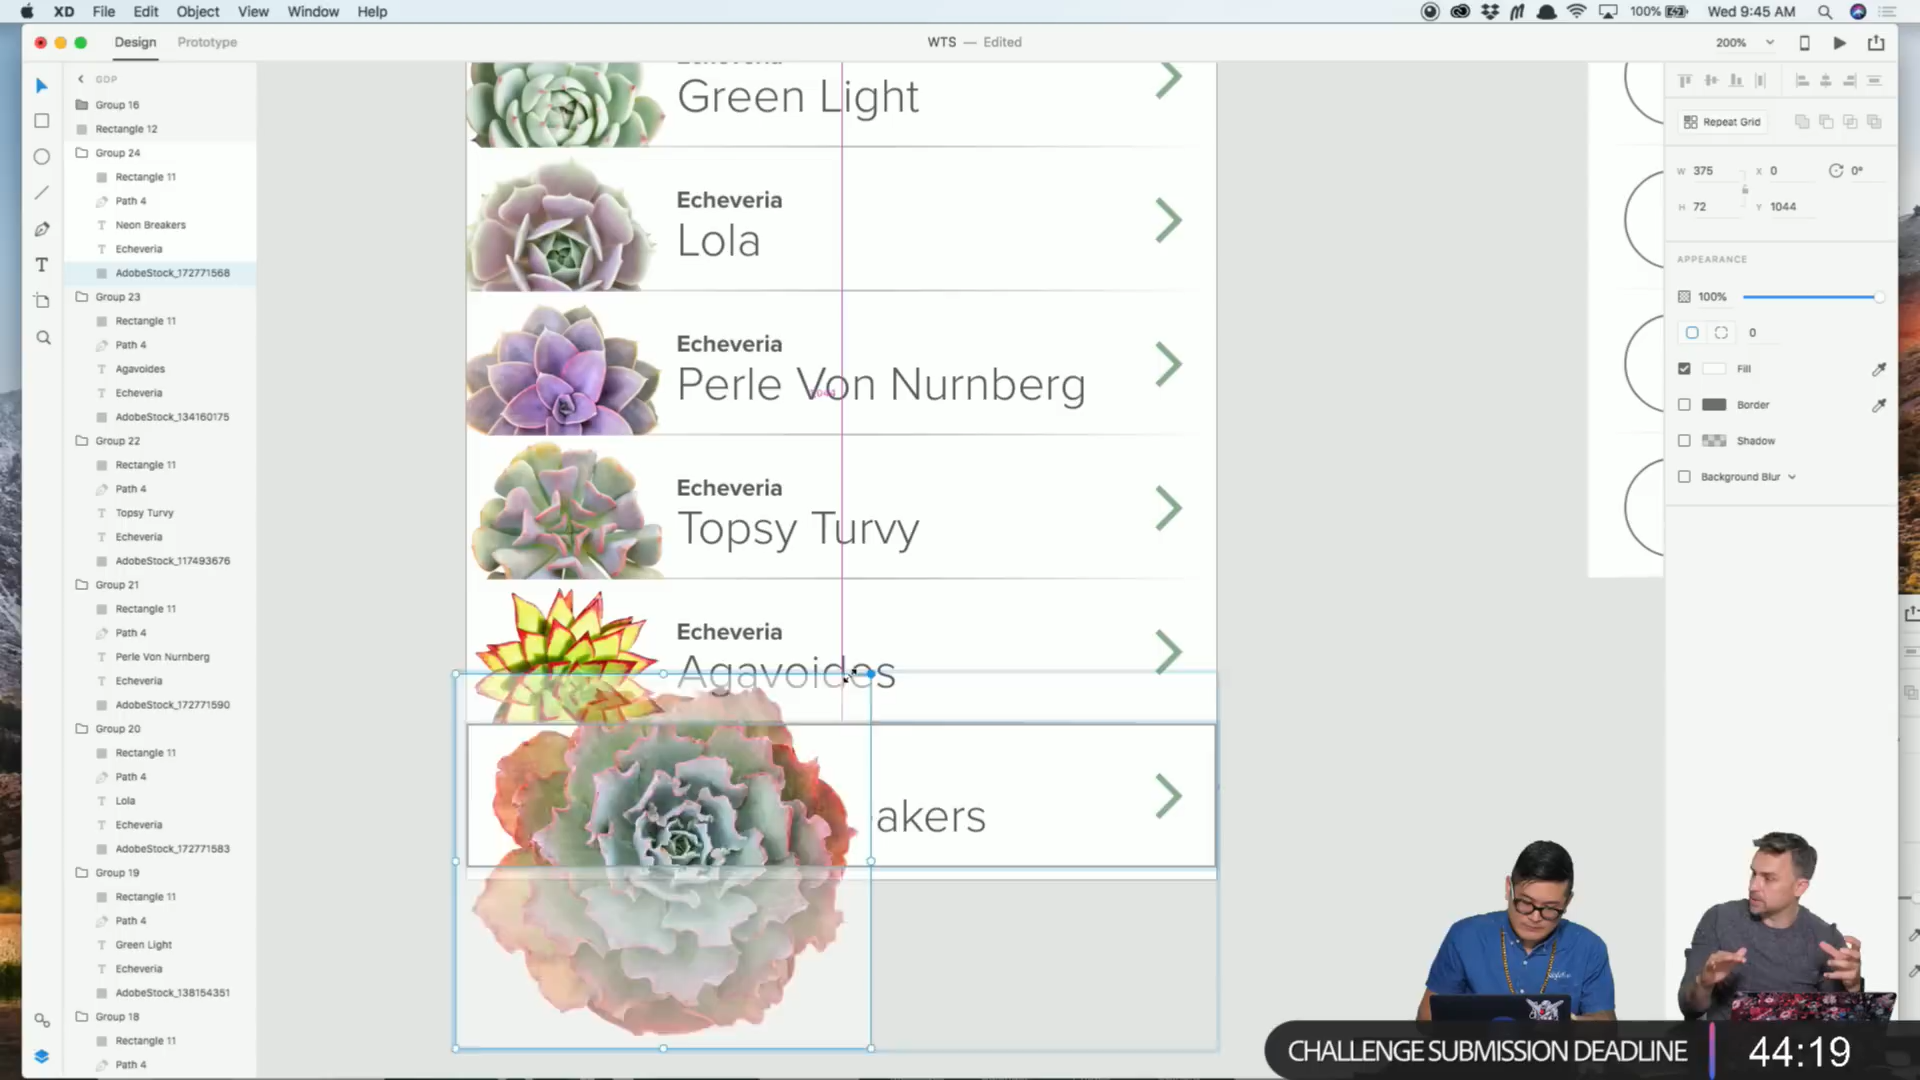 XD File Edit Object View Window Help
100% Wed 9:45 AM
Design Prototype
WTS — Edited
200%
GDP
Group 16
Rectangle 12
Group 24
Rectangle 11
Path 4
Neon Breakers
Echeveria
AdobeStock_172771568
Group 23
Rectangle 11
Path 4
Agavoides
Echeveria
AdobeStock_134160175
Group 22
Rectangle 11
Path 4
Topsy Turvy
Echeveria
AdobeStock_117493676
Group 21
Rectangle 11
Path 4
Perle Von Nurnberg
Echeveria
AdobeStock_172771590
Group 20
Rectangle 11
Path 4
Lola
Echeveria
AdobeStock_172771583
Group 19
Rectangle 11
Path 4
Green Light
Echeveria
AdobeStock_138154351
Group 18
Rectangle 11
Path 4
Green Light
Echeveria
Lola
Echeveria
Perle Von Nurnberg
Echeveria
Topsy Turvy
Echeveria
Agavoides
akers
Repeat Grid
W 375 X 0 0°
H 72 Y 1044
APPEARANCE
100%
0
Fill
Border
Shadow
Background Blur
CHALLENGE SUBMISSION DEADLINE 44:19